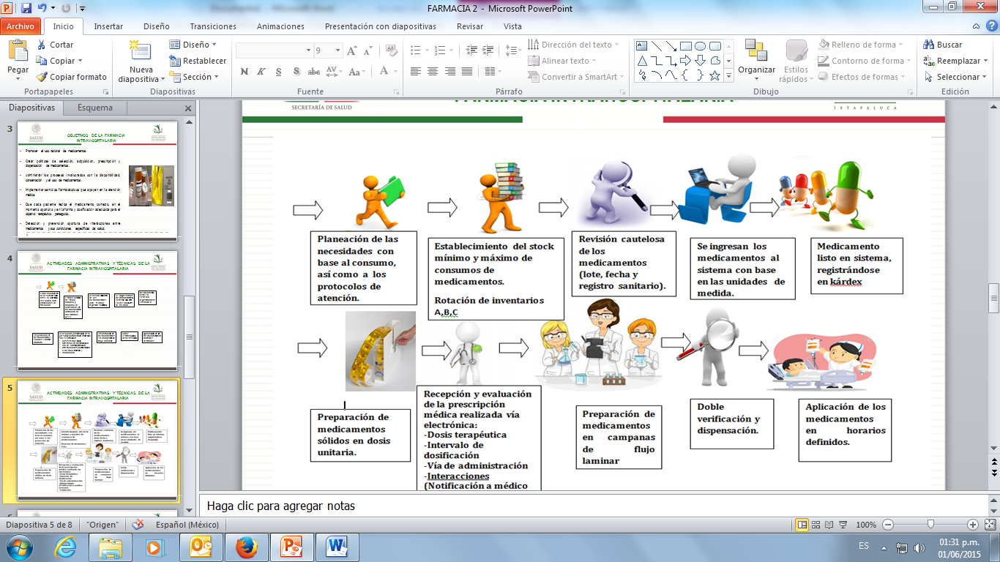 FARMACIA 2 - Microsoft PowerPoint
Archivo
Inicio
Insertar
Diseño
Transiciones
Animaciones
Presentación con diapositivas
Revisar
Vista
Pegar
Cortar
Copiar
Copiar formato
Portapapeles
Nueva
diapositiva
Diseño
Restablecer
Sección
Diapositivas
9
N K S S abc AV Aa A
Fuente
Dirección del texto
Alinear texto
Convertir a SmartArt
Párrafo
Organizar
Estilos
rápidos
Relleno de forma
Contorno de forma
Efectos de formas
Dibujo
Buscar
Reemplazar
Seleccionar
Edición
Diapositivas
Esquema
3
SALUD
OBJETIVOS DE LA FARMACIA
INTRAHOSPITALARIA
Promover el uso racional de medicamentos.
Crear políticas de selección, adquisición, prescripción y
dispensación de medicamentos.
Administrar los procesos involucrados con la disponibilidad,
conservación y el uso de medicamentos.
Implementar servicios farmacéuticos que apoyen en la atención
médica.
Que cada paciente reciba el medicamento correcto, en el
momento oportuno y en la forma y dosificación adecuada para el
objetivo terapéutico perseguido.
Detección y prevención oportuna de interacciones entre
medicamentos y sus condiciones específicas de salud.
4
SALUD
ACTIVIDADES ADMINISTRATIVAS Y TÉCNICAS DE LA
FARMACIA INTRAHOSPITALARIA
5
SALUD
ACTIVIDADES ADMINISTRATIVAS Y TÉCNICAS DE LA
FARMACIA INTRAHOSPITALARIA
6
SECRETARÍA DE SALUD
FARMACIA INTRAHOSPITALARIA
IXTAPALUCA
Planeación de las
necesidades con
base al consumo,
así como a los
protocolos de
atención.
Establecimiento del stock
mínimo y máximo de
consumos de
medicamentos.
Rotación de inventarios
A,B,C
Revisión cautelosa
de los
medicamentos
(lote, fecha y
registro sanitario).
Se ingresan los
medicamentos al
sistema con base
en las unidades de
medida.
Medicamento
listo en sistema,
registrándose
en kárdex
Preparación de
medicamentos
sólidos en dosis
unitaria.
Recepción y evaluación
de la prescripción
médica realizada vía
electrónica:
-Dosis terapéutica
-Intervalo de
dosificación
-Vía de administración
-Interacciones
(Notificación a médico
Preparación de
medicamentos
en campanas
de flujo
laminar
Doble
verificación y
dispensación.
Aplicación de los
medicamentos
en horarios
definidos.
Haga clic para agregar notas
Diapositiva 5 de 8
"Origen"
Español (México)
100%
ES
01:31 p.m.
01/06/2015